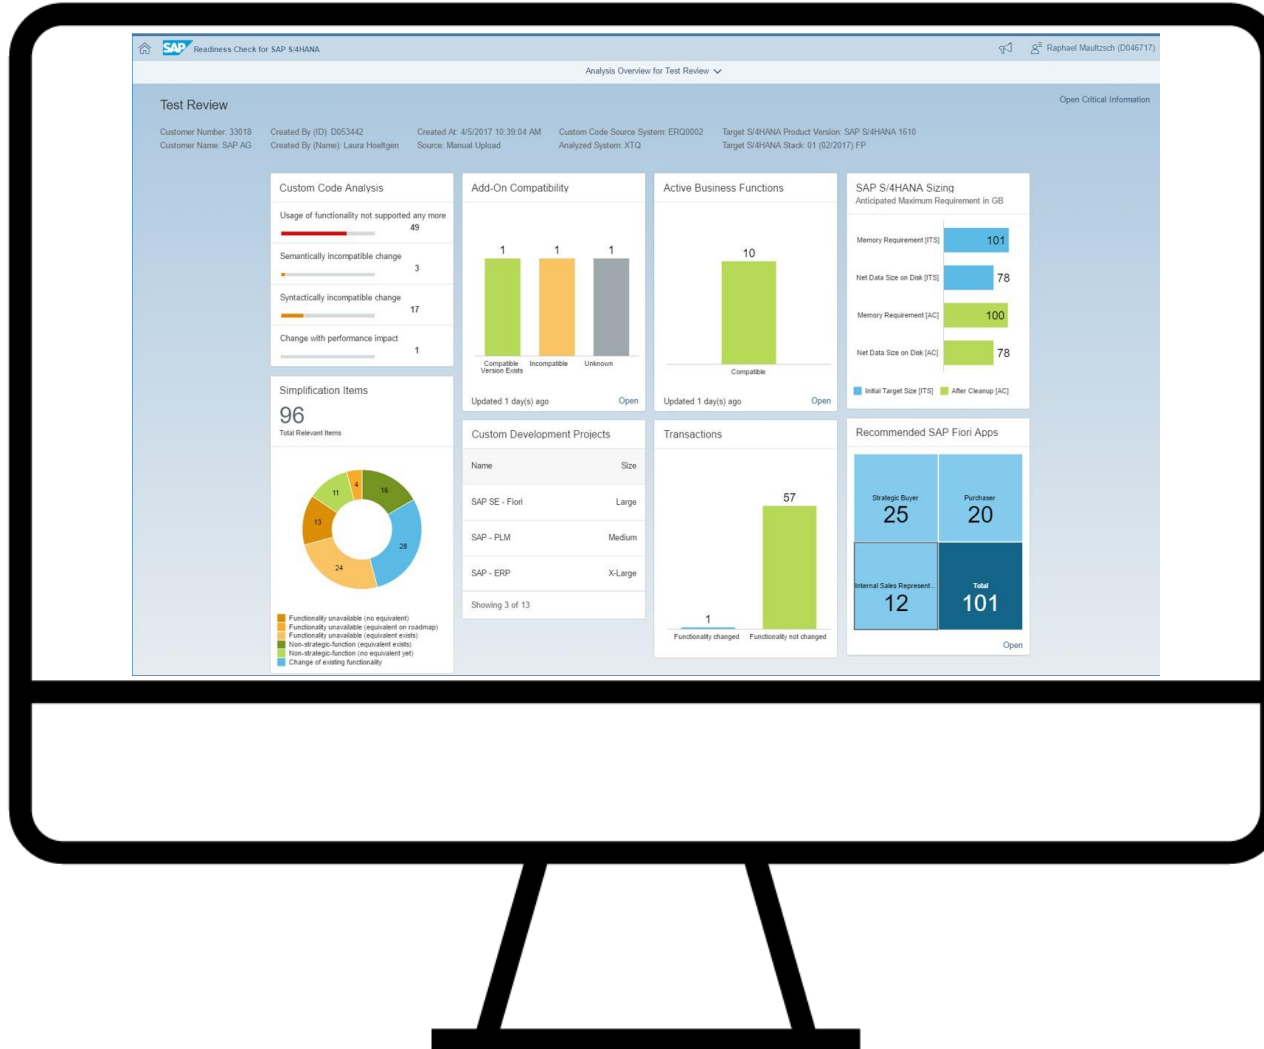 SAP Readiness Check for SAP S/4HANA
Raphael Maultzsch (D046717)
Analysis Overview for Test Review
Test Review
Open Critical Information
Customer Number: 33018
Customer Name: SAP AG
Created By (ID): D053442
Created By (Name): Laura Hoeltgen
Created At: 4/5/2017 10:39:04 AM
Source: Manual Upload
Custom Code Source System: ERQ0002
Analyzed System: XTQ
Target S/4HANA Product Version: SAP S/4HANA 1610
Target S/4HANA Stack: 01 (02/2017) FP
Custom Code Analysis
Usage of functionality not supported any more
49
Semantically incompatible change
3
Syntactically incompatible change
17
Change with performance impact
1
Add-On Compatibility
1
1
1
Compatible
Version Exists
Incompatible
Unknown
Updated 1 day(s) ago
Open
Active Business Functions
10
Compatible
Updated 1 day(s) ago
Open
SAP S/4HANA Sizing
Anticipated Maximum Requirement in GB
Memory Requirement [ITS]
101
Net Data Size on Disk [ITS]
78
Memory Requirement [AC]
100
Net Data Size on Disk [AC]
78
Initial Target Size [ITS]
After Cleanup [AC]
Simplification Items
96
Total Relevant Items
4
16
11
13
28
24
Functionality unavailable (no equivalent)
Functionality unavailable (equivalent on roadmap)
Functionality unavailable (equivalent exists)
Non-strategic-function (equivalent exists)
Non-strategic-function (no equivalent yet)
Change of existing functionality
Custom Development Projects
Name Size
SAP SE - Fiori Large
SAP - PLM Medium
SAP - ERP X-Large
Showing 3 of 13
Transactions
57
1
Functionality changed
Functionality not changed
Recommended SAP Fiori Apps
Strategic Buyer
25
Purchaser
20
Internal Sales Represent...
12
Total
101
Open